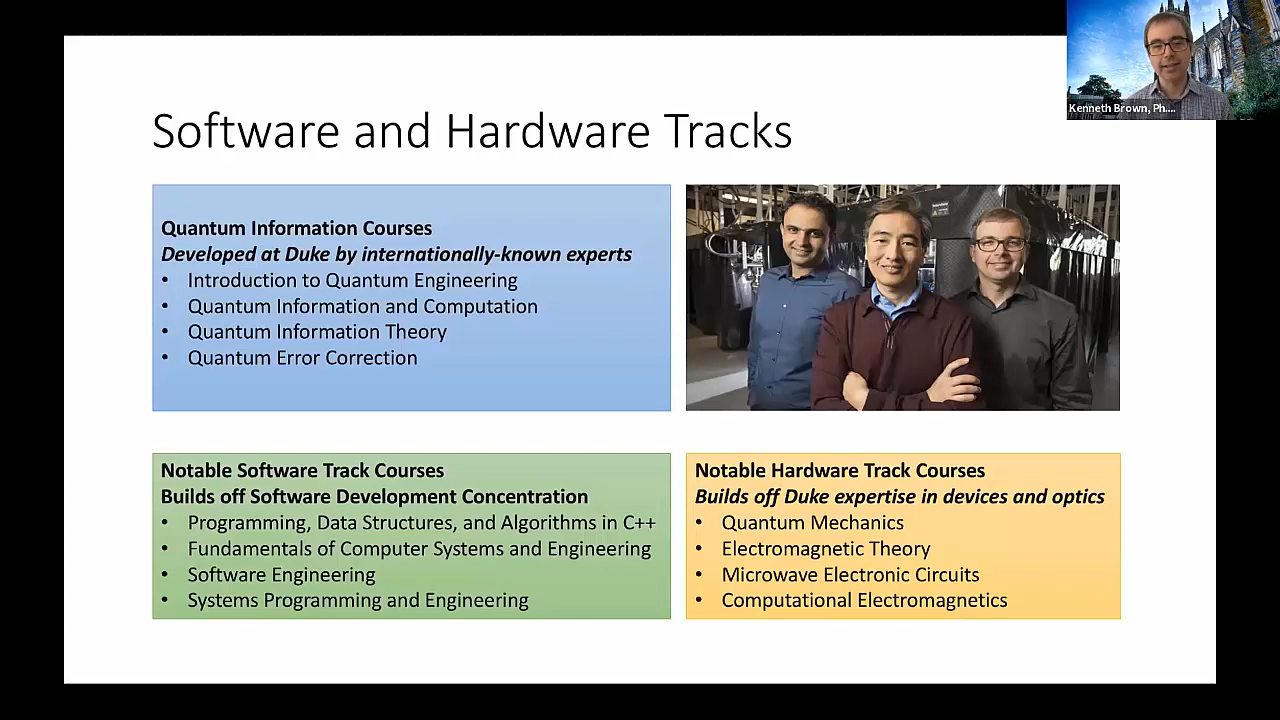 Kenneth Brown, Ph....
Software and Hardware Tracks
Quantum Information Courses
Developed at Duke by internationally-known experts
• Introduction to Quantum Engineering
• Quantum Information and Computation
• Quantum Information Theory
• Quantum Error Correction
Notable Software Track Courses
Builds off Software Development Concentration
• Programming, Data Structures, and Algorithms in C++
• Fundamentals of Computer Systems and Engineering
• Software Engineering
• Systems Programming and Engineering
Notable Hardware Track Courses
Builds off Duke expertise in devices and optics
• Quantum Mechanics
• Electromagnetic Theory
• Microwave Electronic Circuits
• Computational Electromagnetics